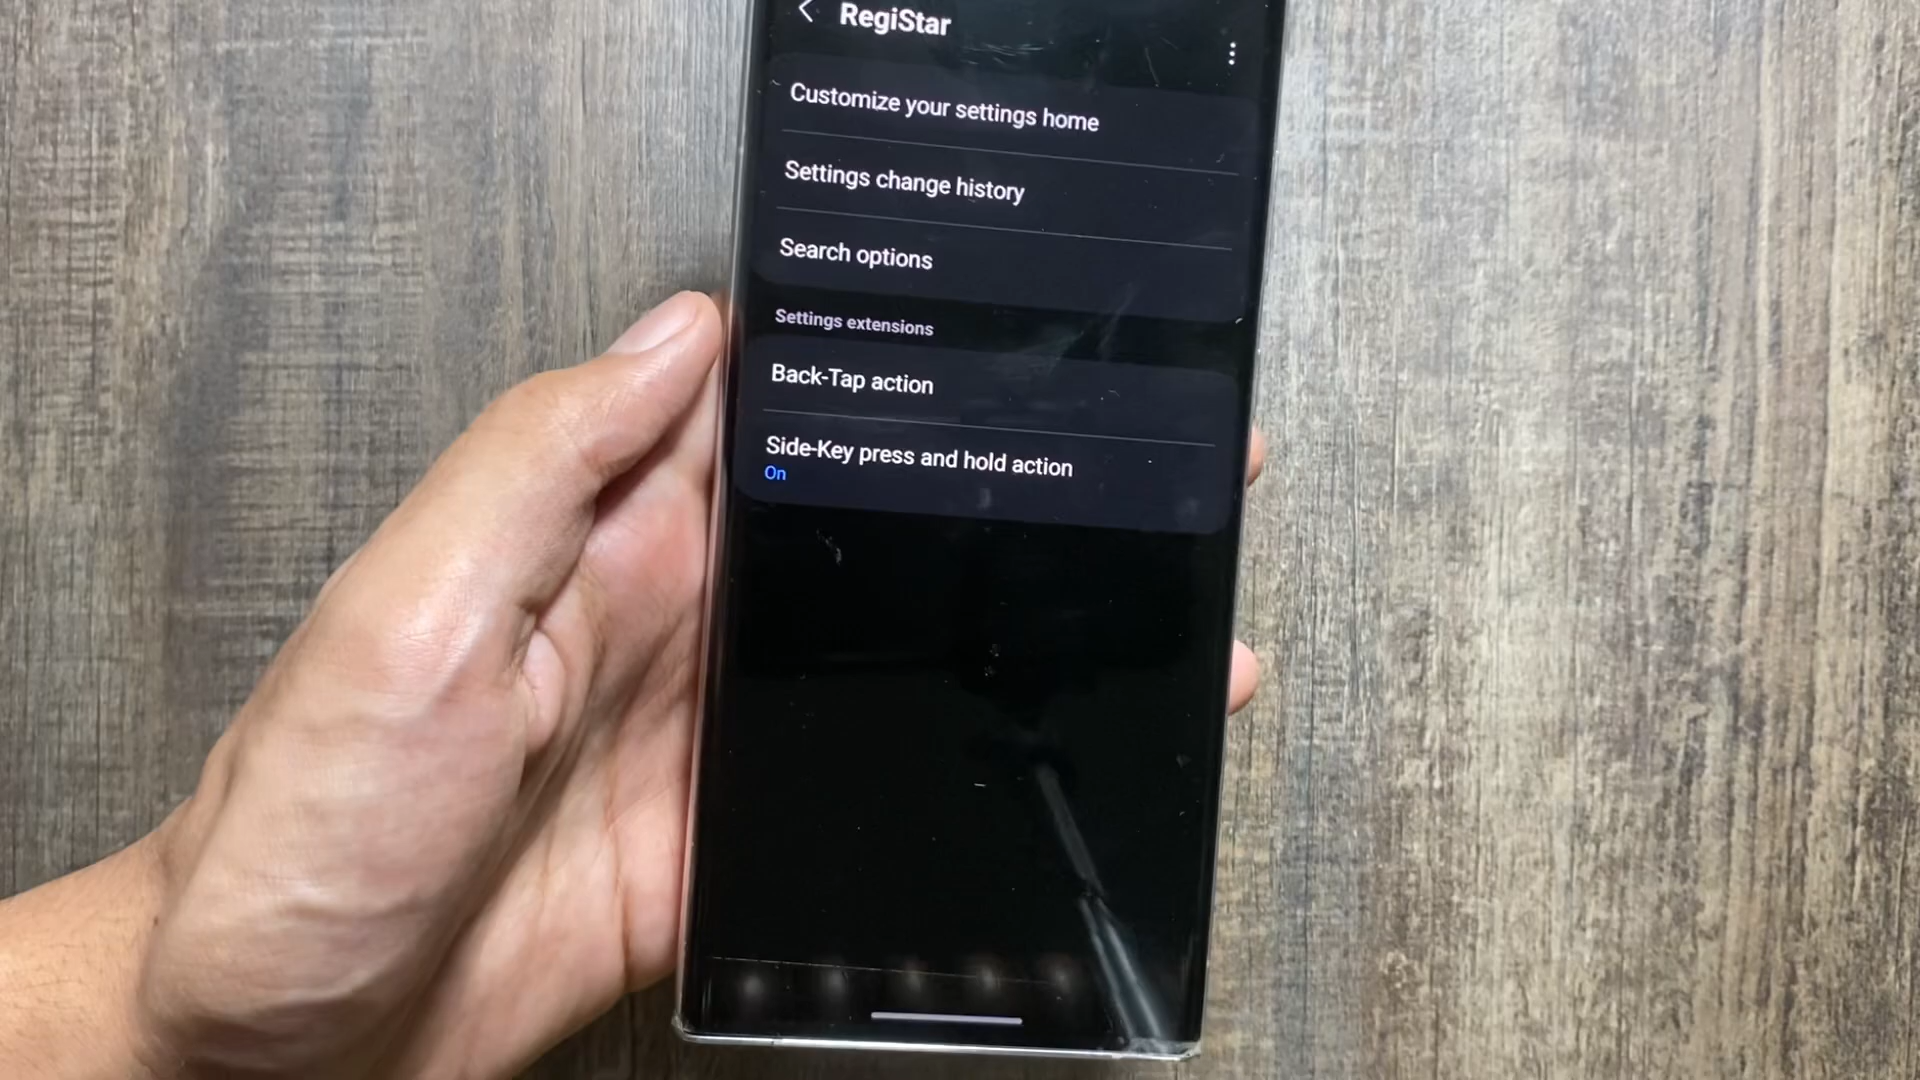 RegiStar
Customize your settings home
Settings change history
Search options
Settings extensions
Back-Tap action
Side-Key press and hold action
On